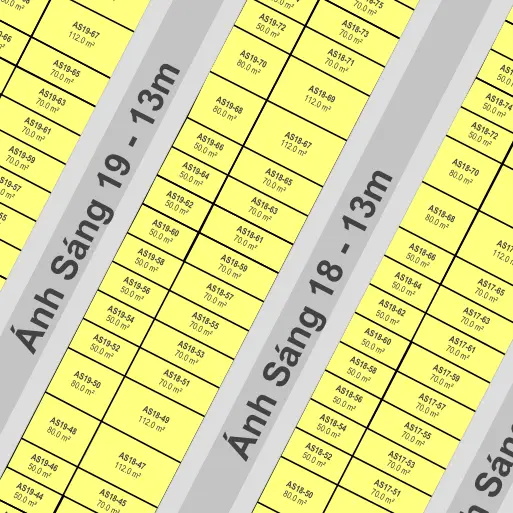 AS19-67
112.0 m²
AS19-65
70.0 m²
AS19-63
70.0 m²
AS19-61
70.0 m²
AS19-59
70.0 m²
AS19-57
Ánh Sáng 19 - 13m
AS19-72
50.0 m²
AS19-70
80.0 m²
AS19-68
80.0 m²
AS19-66
50.0 m²
AS19-64
50.0 m²
AS19-62
50.0 m²
AS19-60
50.0 m²
AS19-58
50.0 m²
AS19-56
50.0 m²
AS19-54
50.0 m²
AS19-52
50.0 m²
AS19-50
80.0 m²
AS19-48
80.0 m²
AS19-46
50.0 m²
AS19-44
50.0 m²
AS18-73
70.0 m²
AS18-71
70.0 m²
AS18-69
112.0 m²
AS18-67
112.0 m²
AS18-65
70.0 m²
AS18-63
70.0 m²
AS18-61
70.0 m²
AS18-59
70.0 m²
AS18-57
70.0 m²
AS18-55
70.0 m²
AS18-53
70.0 m²
AS18-51
70.0 m²
AS18-49
112.0 m²
AS18-47
112.0 m²
AS18-45
70.0 m²
Ánh Sáng 18 - 13m
AS18-74
50.0 m²
AS18-72
50.0 m²
AS18-70
80.0 m²
AS18-68
80.0 m²
AS18-66
50.0 m²
AS18-64
50.0 m²
AS18-62
50.0 m²
AS18-60
50.0 m²
AS18-58
50.0 m²
AS18-56
50.0 m²
AS18-54
50.0 m²
AS18-52
50.0 m²
AS18-50
80.0 m²
AS17-65
70.0 m²
AS17-63
70.0 m²
AS17-61
70.0 m²
AS17-59
70.0 m²
AS17-57
70.0 m²
AS17-55
70.0 m²
AS17-53
70.0 m²
AS17-51
70.0 m²